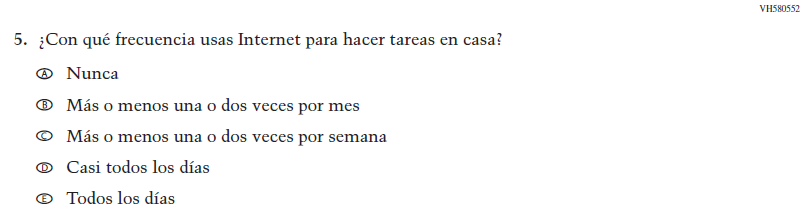 VH580552
5. ¿Con qué frecuencia usas Internet para hacer tareas en casa?
A Nunca
B Más o menos una o dos veces por mes
C Más o menos una o dos veces por semana
D Casi todos los días
E Todos los días